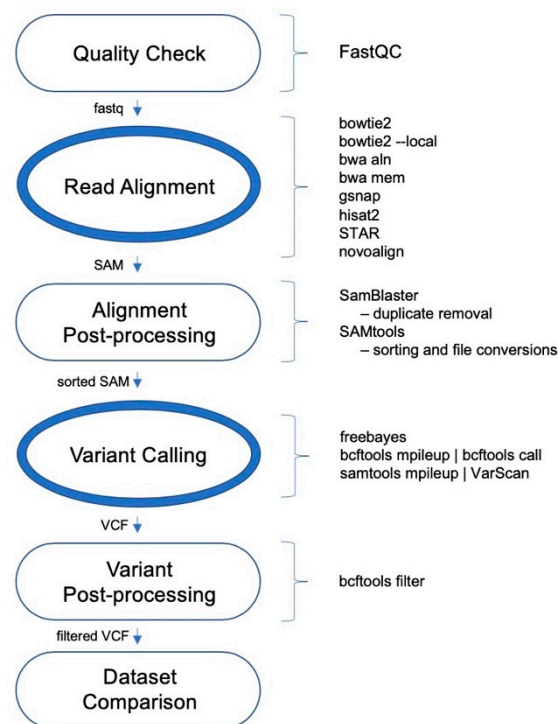 Quality Check
FastQC
fastq
Read Alignment
bowtie2
bowtie2 --local
bwa aln
bwa mem
gsnap
hisat2
STAR
novoalign
SAM
Alignment
Post-processing
SamBlaster
– duplicate removal
SAMtools
– sorting and file conversions
sorted SAM
Variant Calling
freebayes
bcftools mpileup | bcftools call
samtools mpileup | VarScan
VCF
Variant
Post-processing
bcftools filter
filtered VCF
Dataset
Comparison